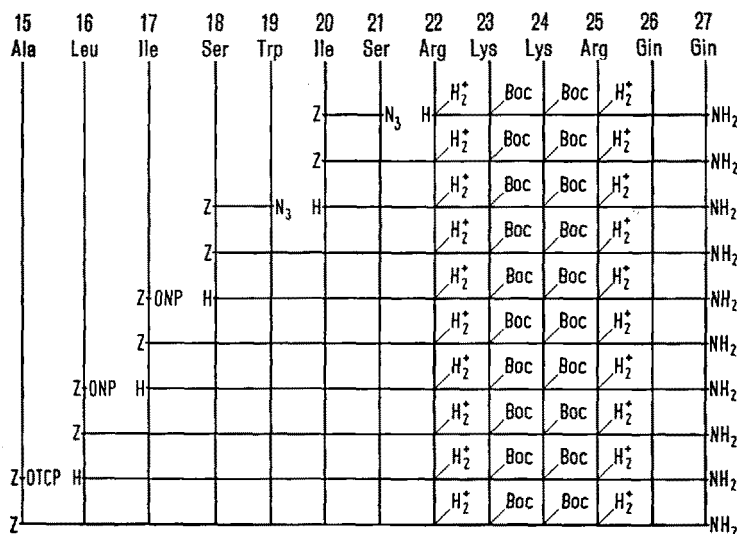 15 16 17 18 19 20 21 22 23 24 25 26 27
Ala Leu Ile Ser Trp Ile Ser Arg Lys Lys Arg Gin Gin
H2+ Boc Boc H2+
Z N3 H NH2
H2+ Boc Boc H2+
Z NH2
H2+ Boc Boc H2+
Z N3 H NH2
H2+ Boc Boc H2+
Z NH2
H2+ Boc Boc H2+
Z ONP H NH2
H2+ Boc Boc H2+
Z NH2
H2+ Boc Boc H2+
Z ONP H NH2
H2+ Boc Boc H2+
Z NH2
H2+ Boc Boc H2+
Z OTCP H NH2
H2+ Boc Boc H2+
Z NH2